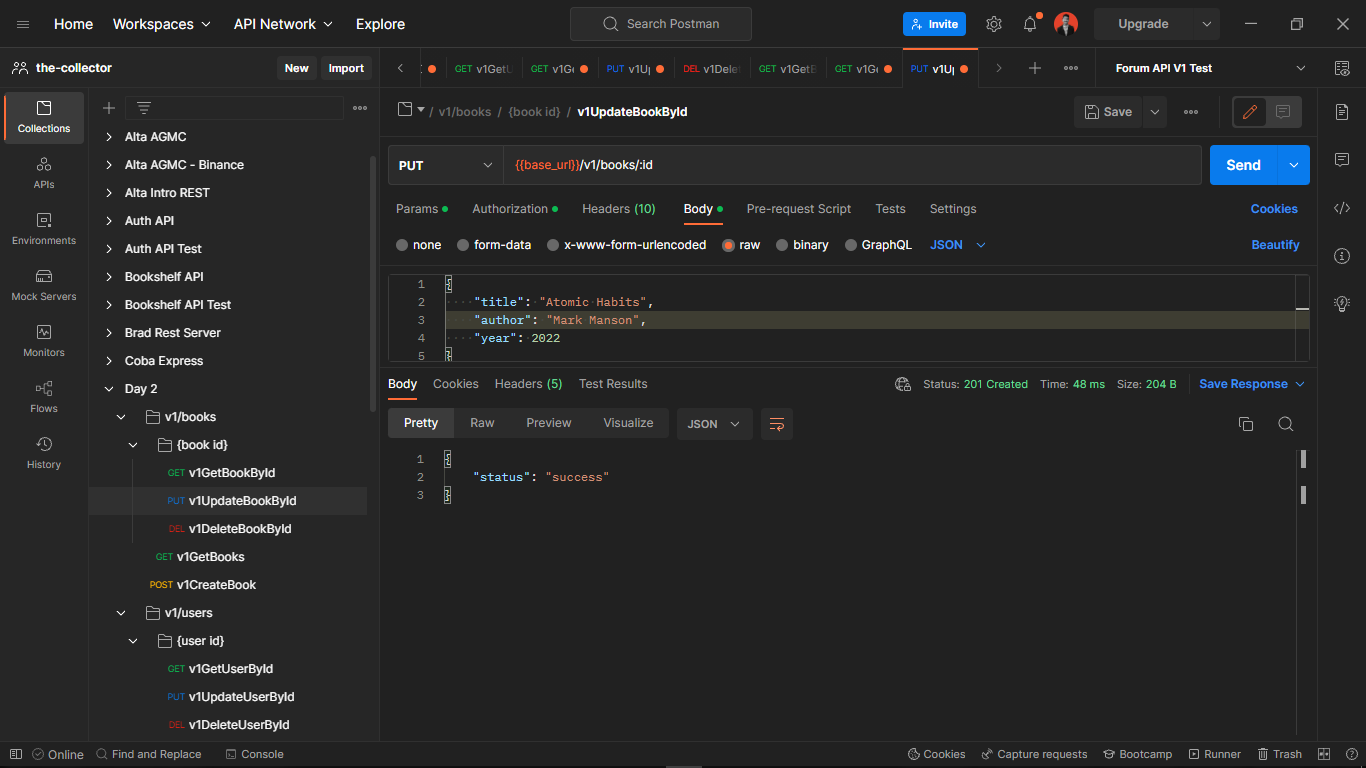 Home Workspaces API Network Explore Search Postman Invite Upgrade
the-collector New Import
GET v1GetU GET v1Ge PUT v1U DEL v1Delet GET v1GetB GET v1Ge PUT v1U Forum API V1 Test
Collections
APIs
Environments
Mock Servers
Monitors
Flows
History
Alta AGMC
Alta AGMC - Binance
Alta Intro REST
Auth API
Auth API Test
Bookshelf API
Bookshelf API Test
Brad Rest Server
Coba Express
Day 2
v1/books
{book id}
GET v1GetBookById
PUT v1UpdateBookById
DEL v1DeleteBookById
GET v1GetBooks
POST v1CreateBook
v1/users
{user id}
GET v1GetUserById
PUT v1UpdateUserById
DEL v1DeleteUserById
/ v1/books / {book id} / v1UpdateBookById Save
PUT {{base_url}}/v1/books/:id Send
Params Authorization Headers (10) Body Pre-request Script Tests Settings Cookies
none form-data x-www-form-urlencoded raw binary GraphQL JSON Beautify
1 {
2 "title": "Atomic Habits",
3 "author": "Mark Manson",
4 "year": 2022
5 }
Body Cookies Headers (5) Test Results Status: 201 Created Time: 48 ms Size: 204 B Save Response
Pretty Raw Preview Visualize JSON
1 {
2 "status": "success"
3 }
Online Find and Replace Console Cookies Capture requests Bootcamp Runner Trash